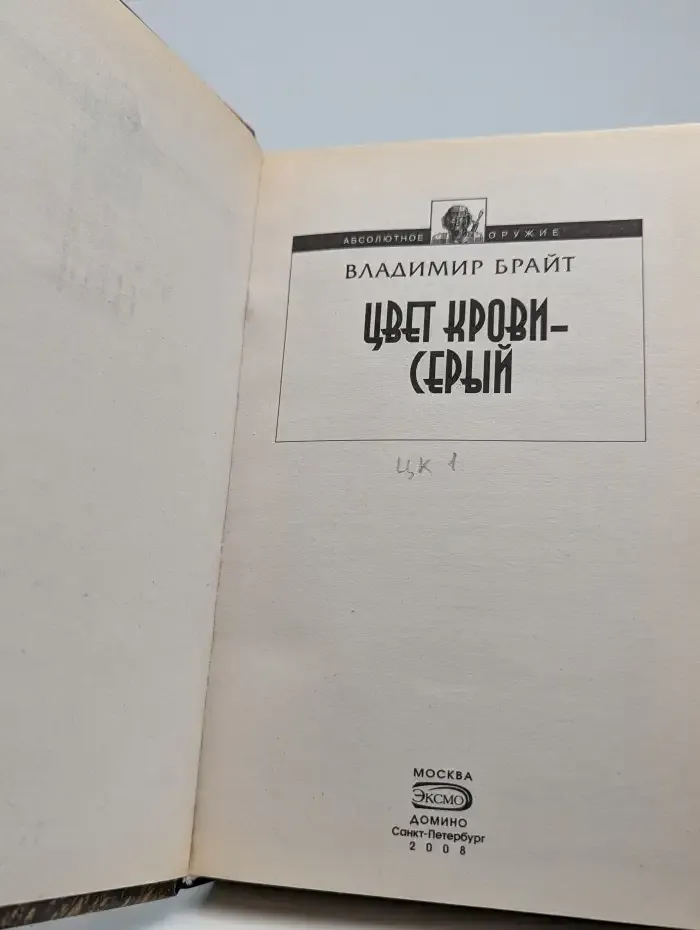 АБСОЛЮТНОЕ ОРУЖИЕ
ВЛАДИМИР БРАЙТ
ЦВЕТ КРОВИ–
СЕРЫЙ
ЦК 1
МОСКВА
ЭКСМО
ДОМИНО
Санкт-Петербург
2008